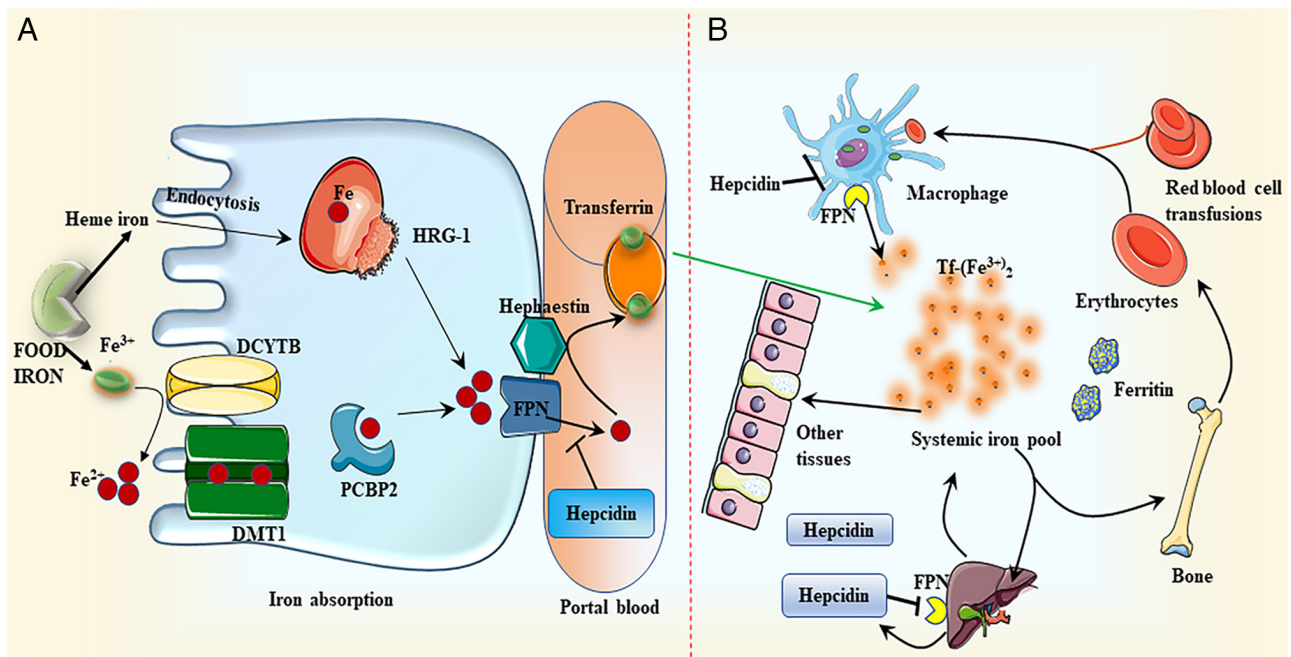 A
Heme iron
Endocytosis
Fe
HRG-1
Transferrin
Hephaestin
FOOD
IRON
Fe³⁺
DCYTB
FPN
Fe²⁺
PCBP2
DMT1
Hepcidin
Iron absorption
Portal blood
B
Hepcidin
FPN
Macrophage
Red blood cell
transfusions
Tf-(Fe³⁺)₂
Erythrocytes
Ferritin
Other
tissues
Systemic iron pool
Hepcidin
Hepcidin
FPN
Bone